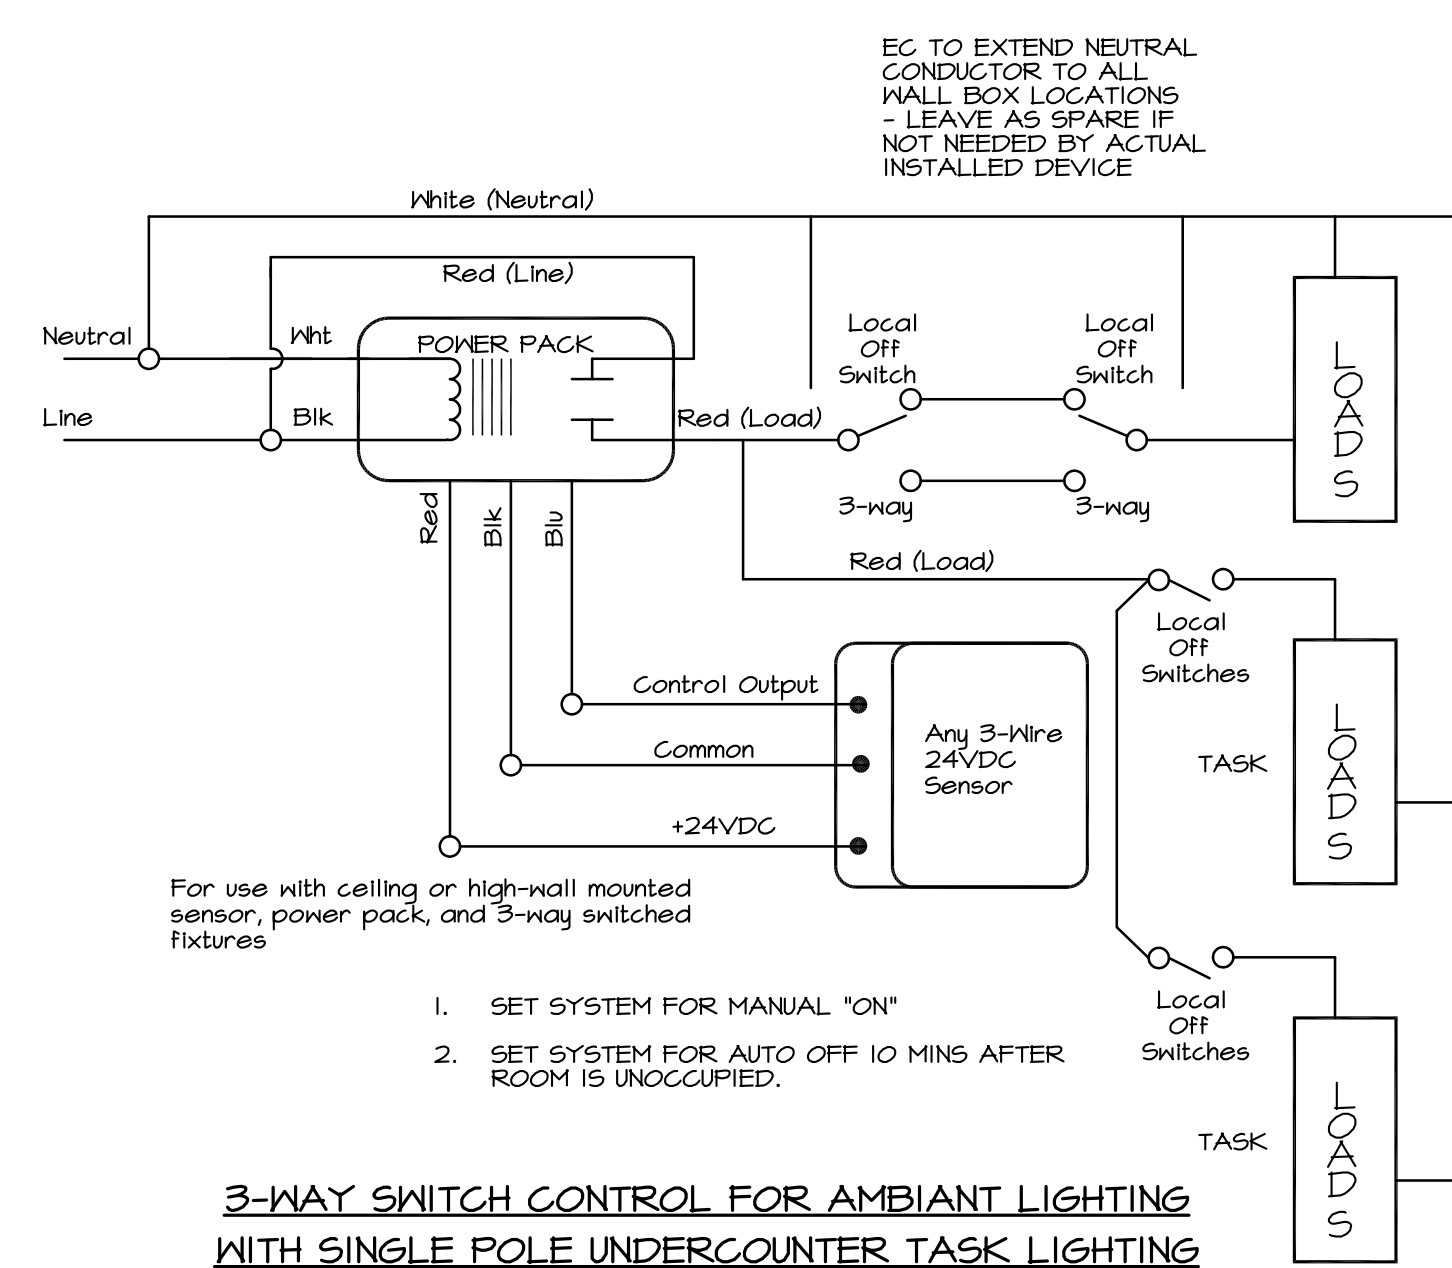 EC TO EXTEND NEUTRAL
CONDUCTOR TO ALL
WALL BOX LOCATIONS
- LEAVE AS SPARE IF
NOT NEEDED BY ACTUAL
INSTALLED DEVICE
White (Neutral)
Red (Line)
Neutral
Wht
POWER PACK
Line
Blk
Red (Load)
Local
Off
Switch
Local
Off
Switch
3-way
3-way
LOADS
Red
Blk
Blu
Red (Load)
Local
Off
Switches
Control Output
Common
+24VDC
Any 3-Wire
24VDC
Sensor
TASK
LOADS
For use with ceiling or high-wall mounted
sensor, power pack, and 3-way switched
fixtures
1. SET SYSTEM FOR MANUAL "ON"
2. SET SYSTEM FOR AUTO OFF 10 MINS AFTER
ROOM IS UNOCCUPIED.
Local
Off
Switches
TASK
LOADS
3-WAY SWITCH CONTROL FOR AMBIANT LIGHTING
WITH SINGLE POLE UNDERCOUNTER TASK LIGHTING